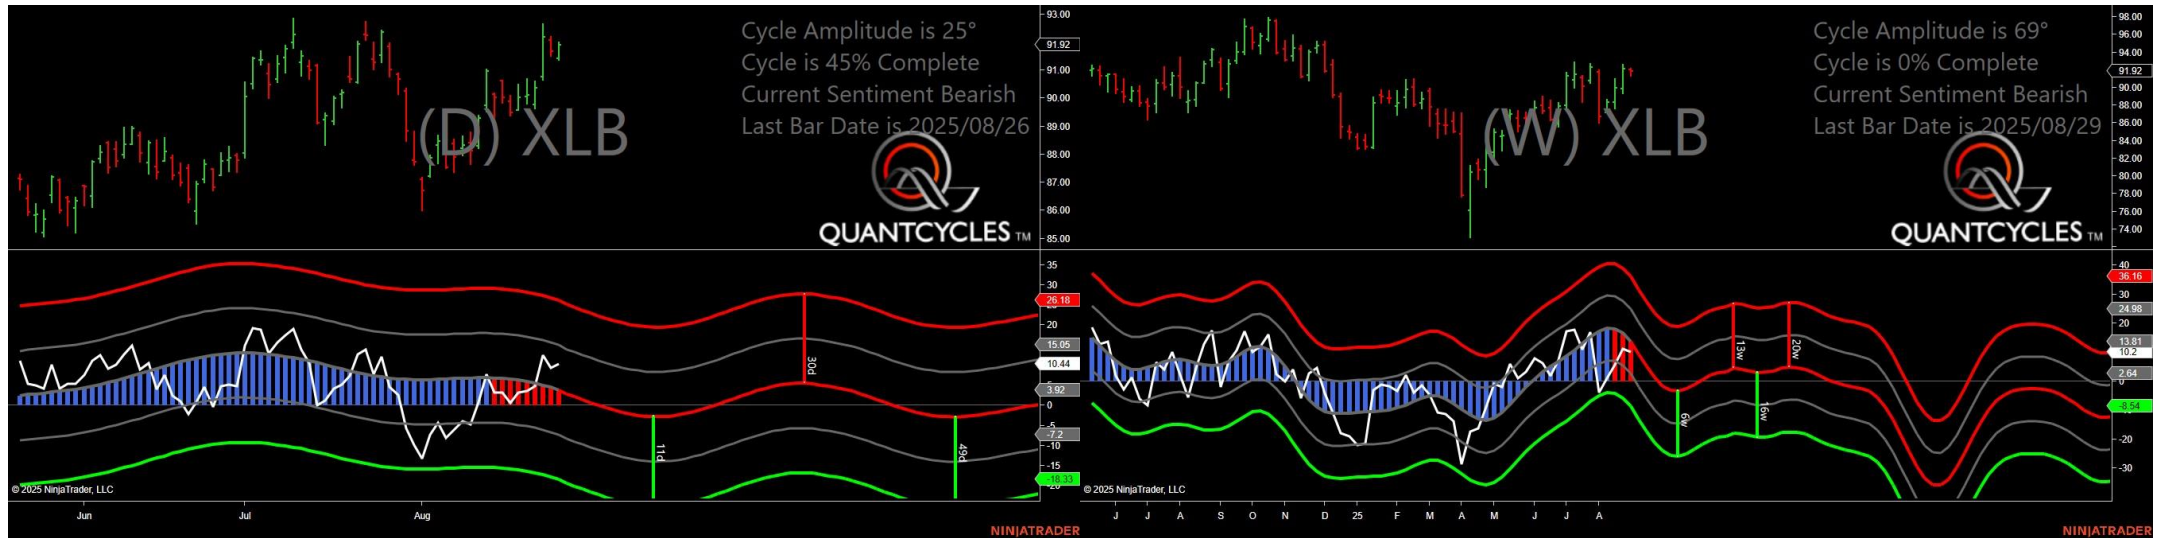 Cycle Amplitude is 25°
Cycle is 45% Complete
Current Sentiment Bearish
Last Bar Date is 2025/08/26
(D) XLB
QUANTCYCLES TM
93.00
91.92
91.00
90.00
89.00
88.00
87.00
86.00
85.00
35
30
26.18
20
15.05
10.44
3.92
0
-5
-7.2
-10
-15
-18.33
30d
11d
49d
© 2025 NinjaTrader, LLC
Jun Jul Aug
NINJATRADER
Cycle Amplitude is 69°
Cycle is 0% Complete
Current Sentiment Bearish
Last Bar Date is 2025/08/29
(W) XLB
QUANTCYCLES TM
98.00
96.00
94.00
91.92
90.00
88.00
86.00
84.00
82.00
80.00
78.00
76.00
74.00
40
36.16
30
24.98
20
13.81
10.2
2.64
0
-8.54
-20
-30
13w
20w
6w
16w
© 2025 NinjaTrader, LLC
J J A S O N D 25 F M A M J J A
NINJATRADER